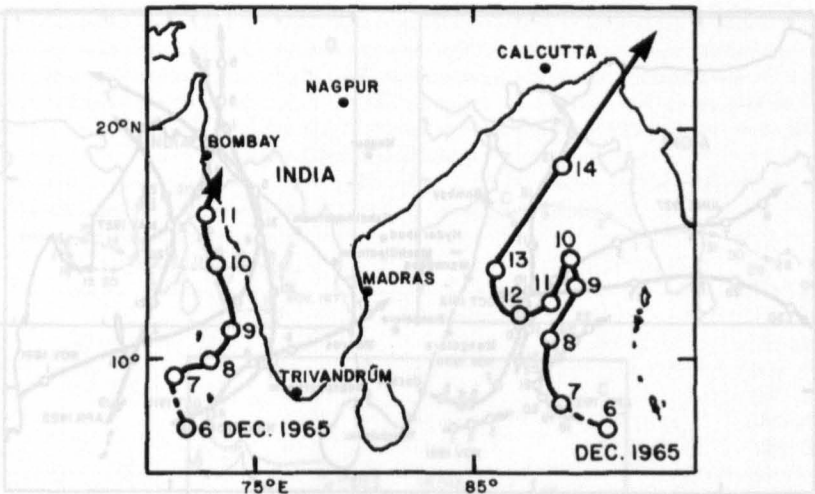 CALCUTTA
NAGPUR
20°N
BOMBAY
INDIA
14
11
10
10
13
9
MADRAS
12
11
9
8
10°
8
7
TRIVANDRŪM
7
6 DEC. 1965
6
DEC. 1965
75°E
85°